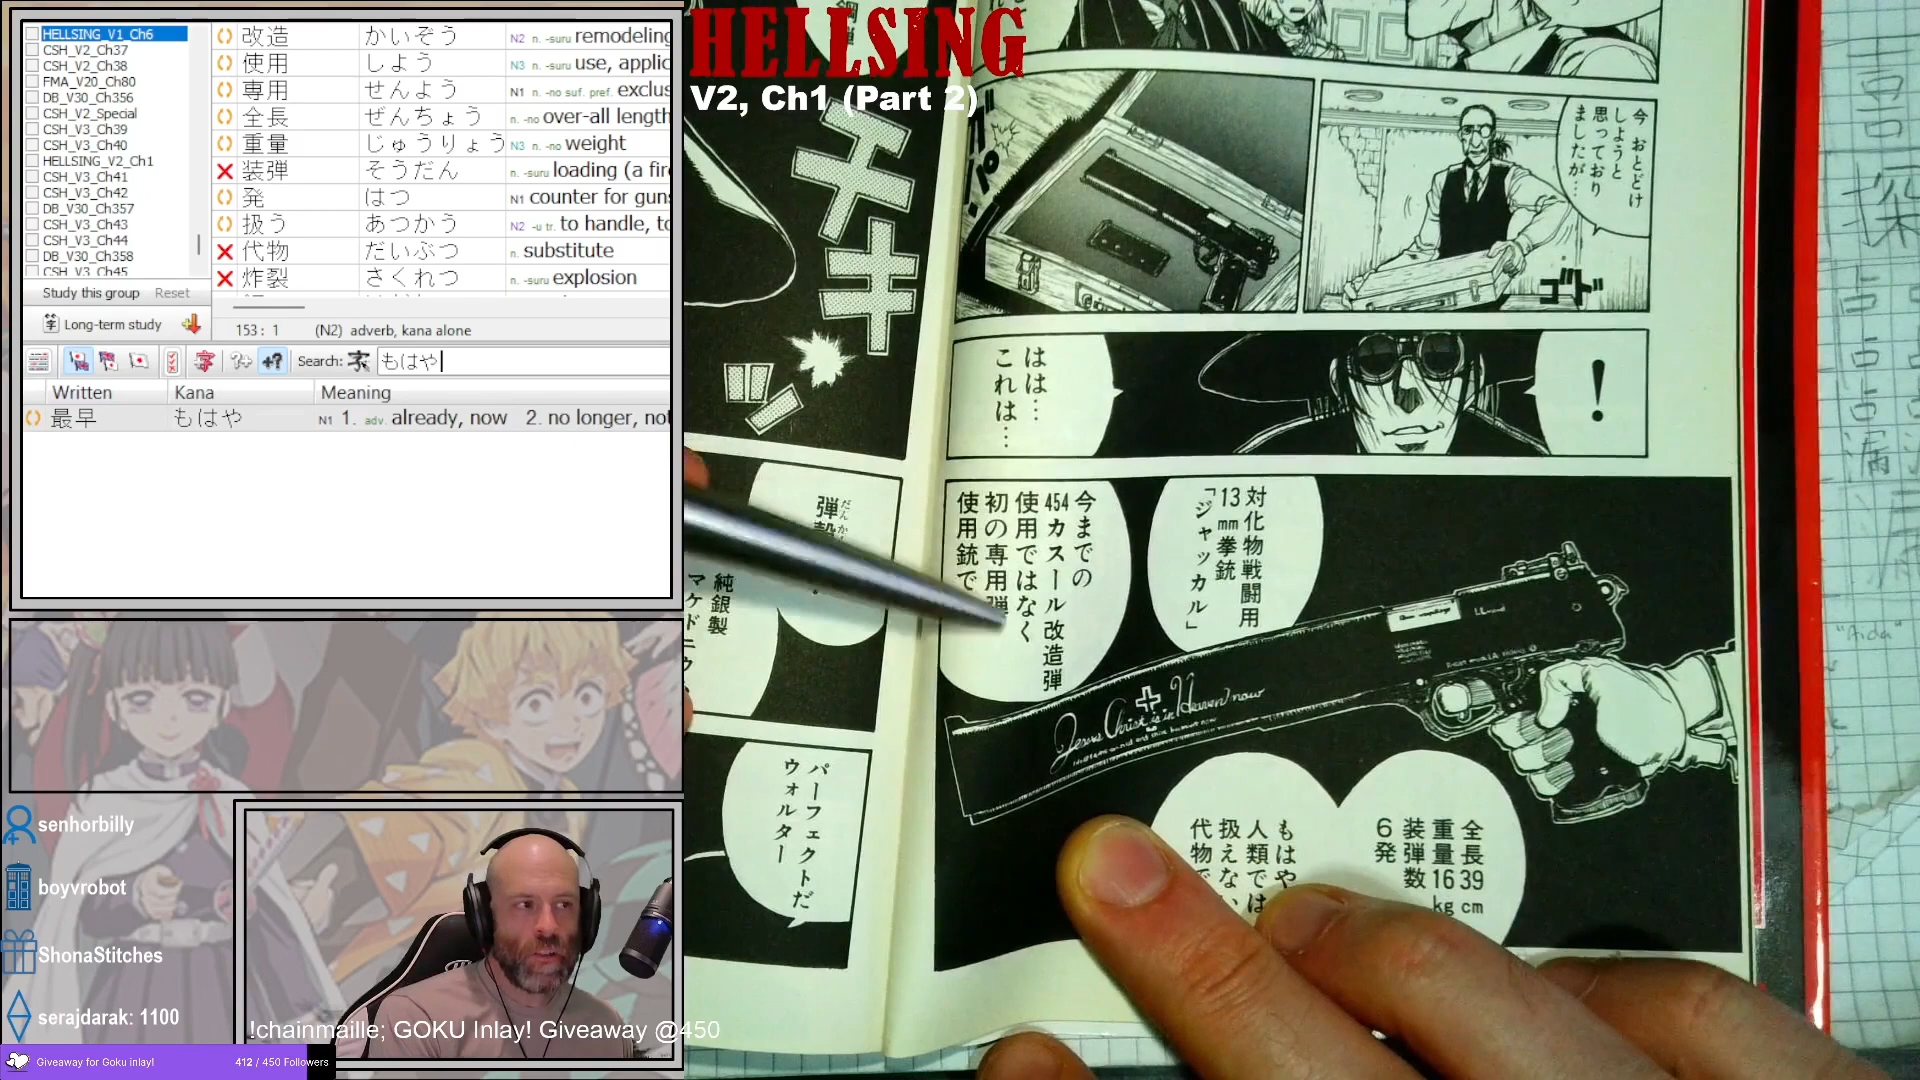 HELLSING_V1_Ch6
CSH_V2_Ch37
CSH_V2_Ch38
FMA_V20_Ch80
DB_V30_Ch356
CSH_V2_Special
CSH_V3_Ch39
CSH_V3_Ch40
HELLSING_V2_Ch1
CSH_V3_Ch41
CSH_V3_Ch42
DB_V30_Ch357
CSH_V3_Ch43
CSH_V3_Ch44
DB_V30_Ch358
CSH_V3_Ch45
Study this group Reset
Long-term study
改造 かいぞう N2 n. -suru remodeling
使用 しよう N3 n. -suru use, applic
専用 せんよう N1 n. -no suf. pref. exclus
全長 ぜんちょう n. -no over-all length
重量 じゅうりょう N3 n. -no weight
装弾 そうだん n. -suru loading (a fire
発 はつ N1 counter for guns
扱う あつかう N2 -u tr. to handle, to
代物 だいぶつ n. substitute
炸裂 さくれつ n. -suru explosion
153: 1 (N2) adverb, kana alone
Search: もはや
Written Kana Meaning
最早 もはや N1 1. adv. already, now 2. no longer, not
HELLSING
V2, Ch1 (Part 2)
今 おとどけ
しようと
思っており
ましたが…
ゴト
!
はは…
これは…
対化物戦闘用
13mm拳銃
「ジャッカル」
今までの
454カスール改造弾
使用ではなく
初の専用弾
使用銃で
Jesus Christ is in Heaven now
全長39cm
重量16kg
装弾数
6発
もはや
人類では
扱えない
代物で
チャキ
ッ
弾
だん
純銀製
マケドニウ
パーフェクトだ
ウォルター
senhorbilly
boyvrobot
ShonaStitches
serajdarak: 1100
!chainmaille; GOKU Inlay! Giveaway @450
Giveaway for Goku inlay! 412 / 450 Followers